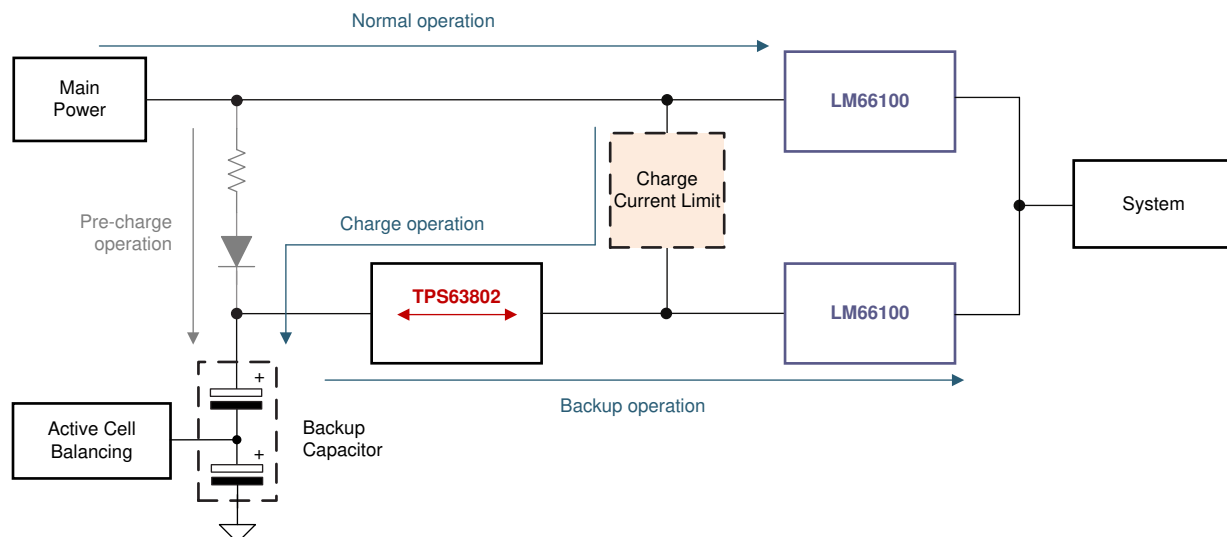 Normal operation
Main
Power
LM66100
Charge
Current Limit
System
Pre-charge
operation
Charge operation
TPS63802
LM66100
+
Backup operation
Active Cell
Balancing
Backup
Capacitor
+